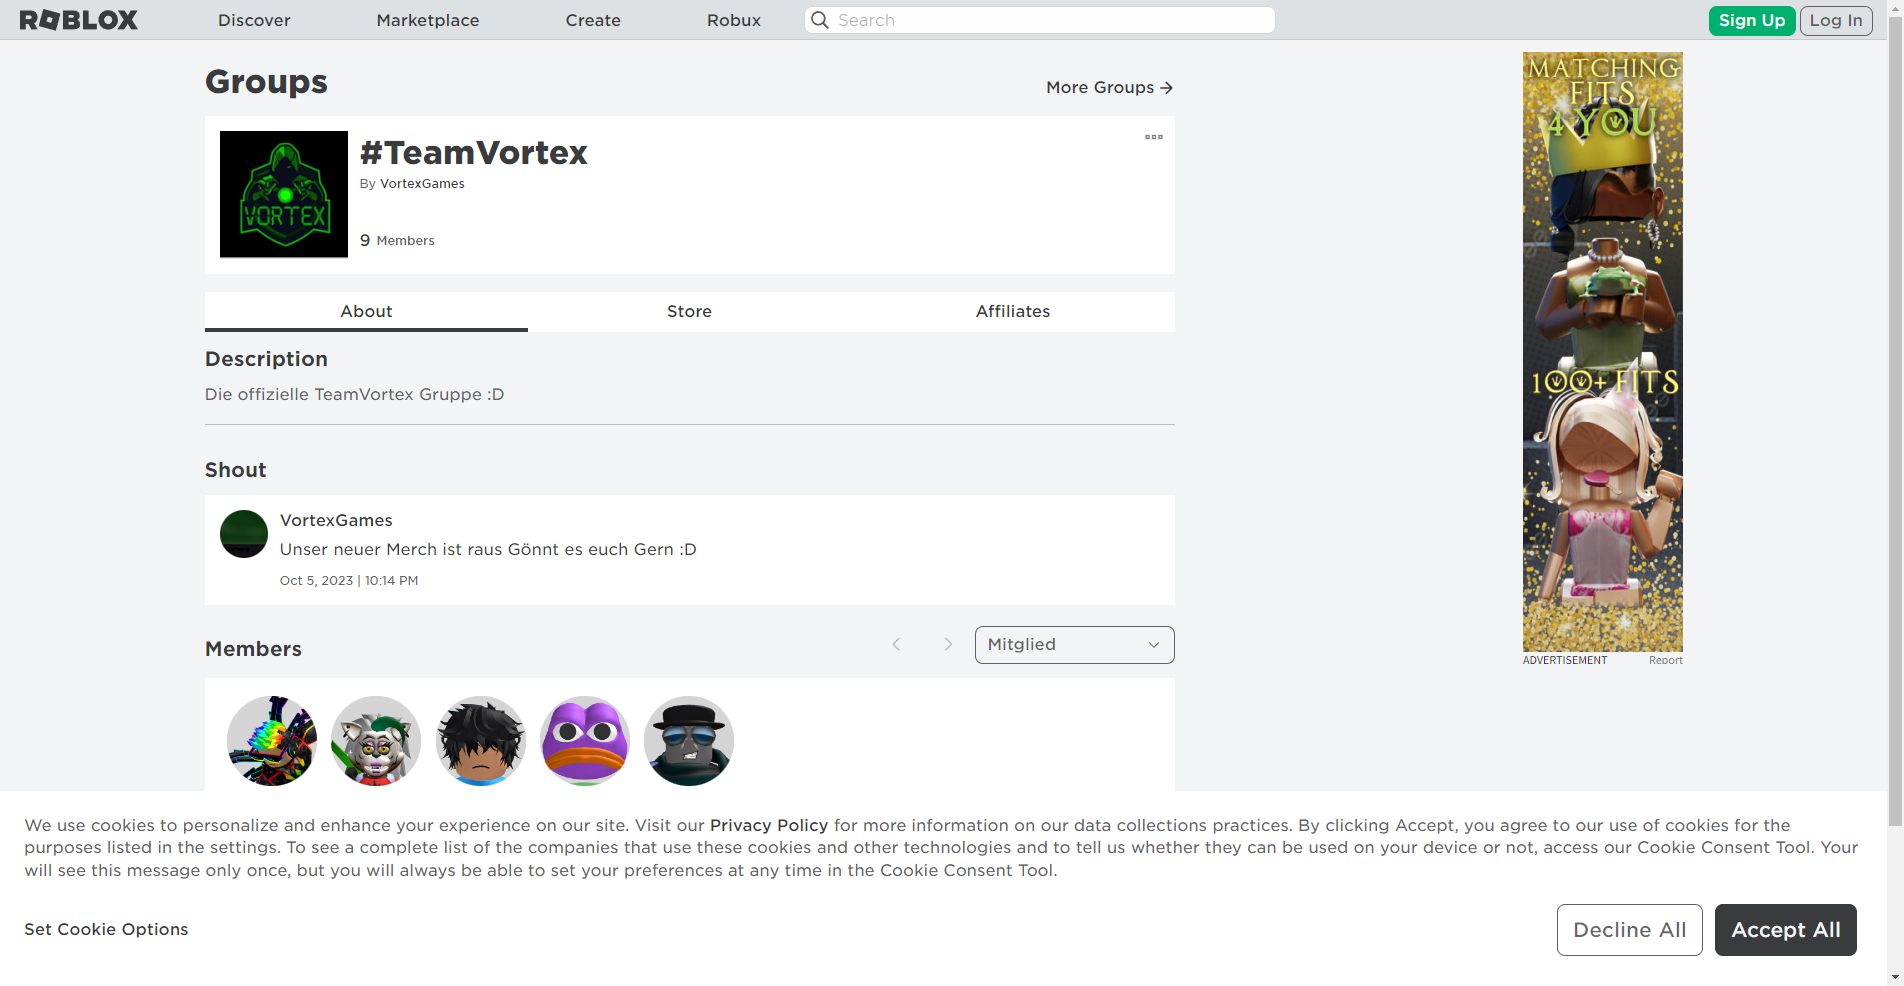 ROBLOX Discover Marketplace Create Robux Search Sign Up Log In
Groups
More Groups
VORTEX
#TeamVortex
By VortexGames
9 Members
About Store Affiliates
Description
Die offizielle TeamVortex Gruppe :D
Shout
VortexGames
Unser neuer Merch ist raus Gönnt es euch Gern :D
Oct 5, 2023 | 10:14 PM
Members
Mitglied
MATCHING
FITS
4 YOU
100+ FITS
ADVERTISEMENT Report
We use cookies to personalize and enhance your experience on our site. Visit our Privacy Policy for more information on our data collections practices. By clicking Accept, you agree to our use of cookies for the
purposes listed in the settings. To see a complete list of the companies that use these cookies and other technologies and to tell us whether they can be used on your device or not, access our Cookie Consent Tool. Your
will see this message only once, but you will always be able to set your preferences at any time in the Cookie Consent Tool.
Set Cookie Options
Decline All
Accept All